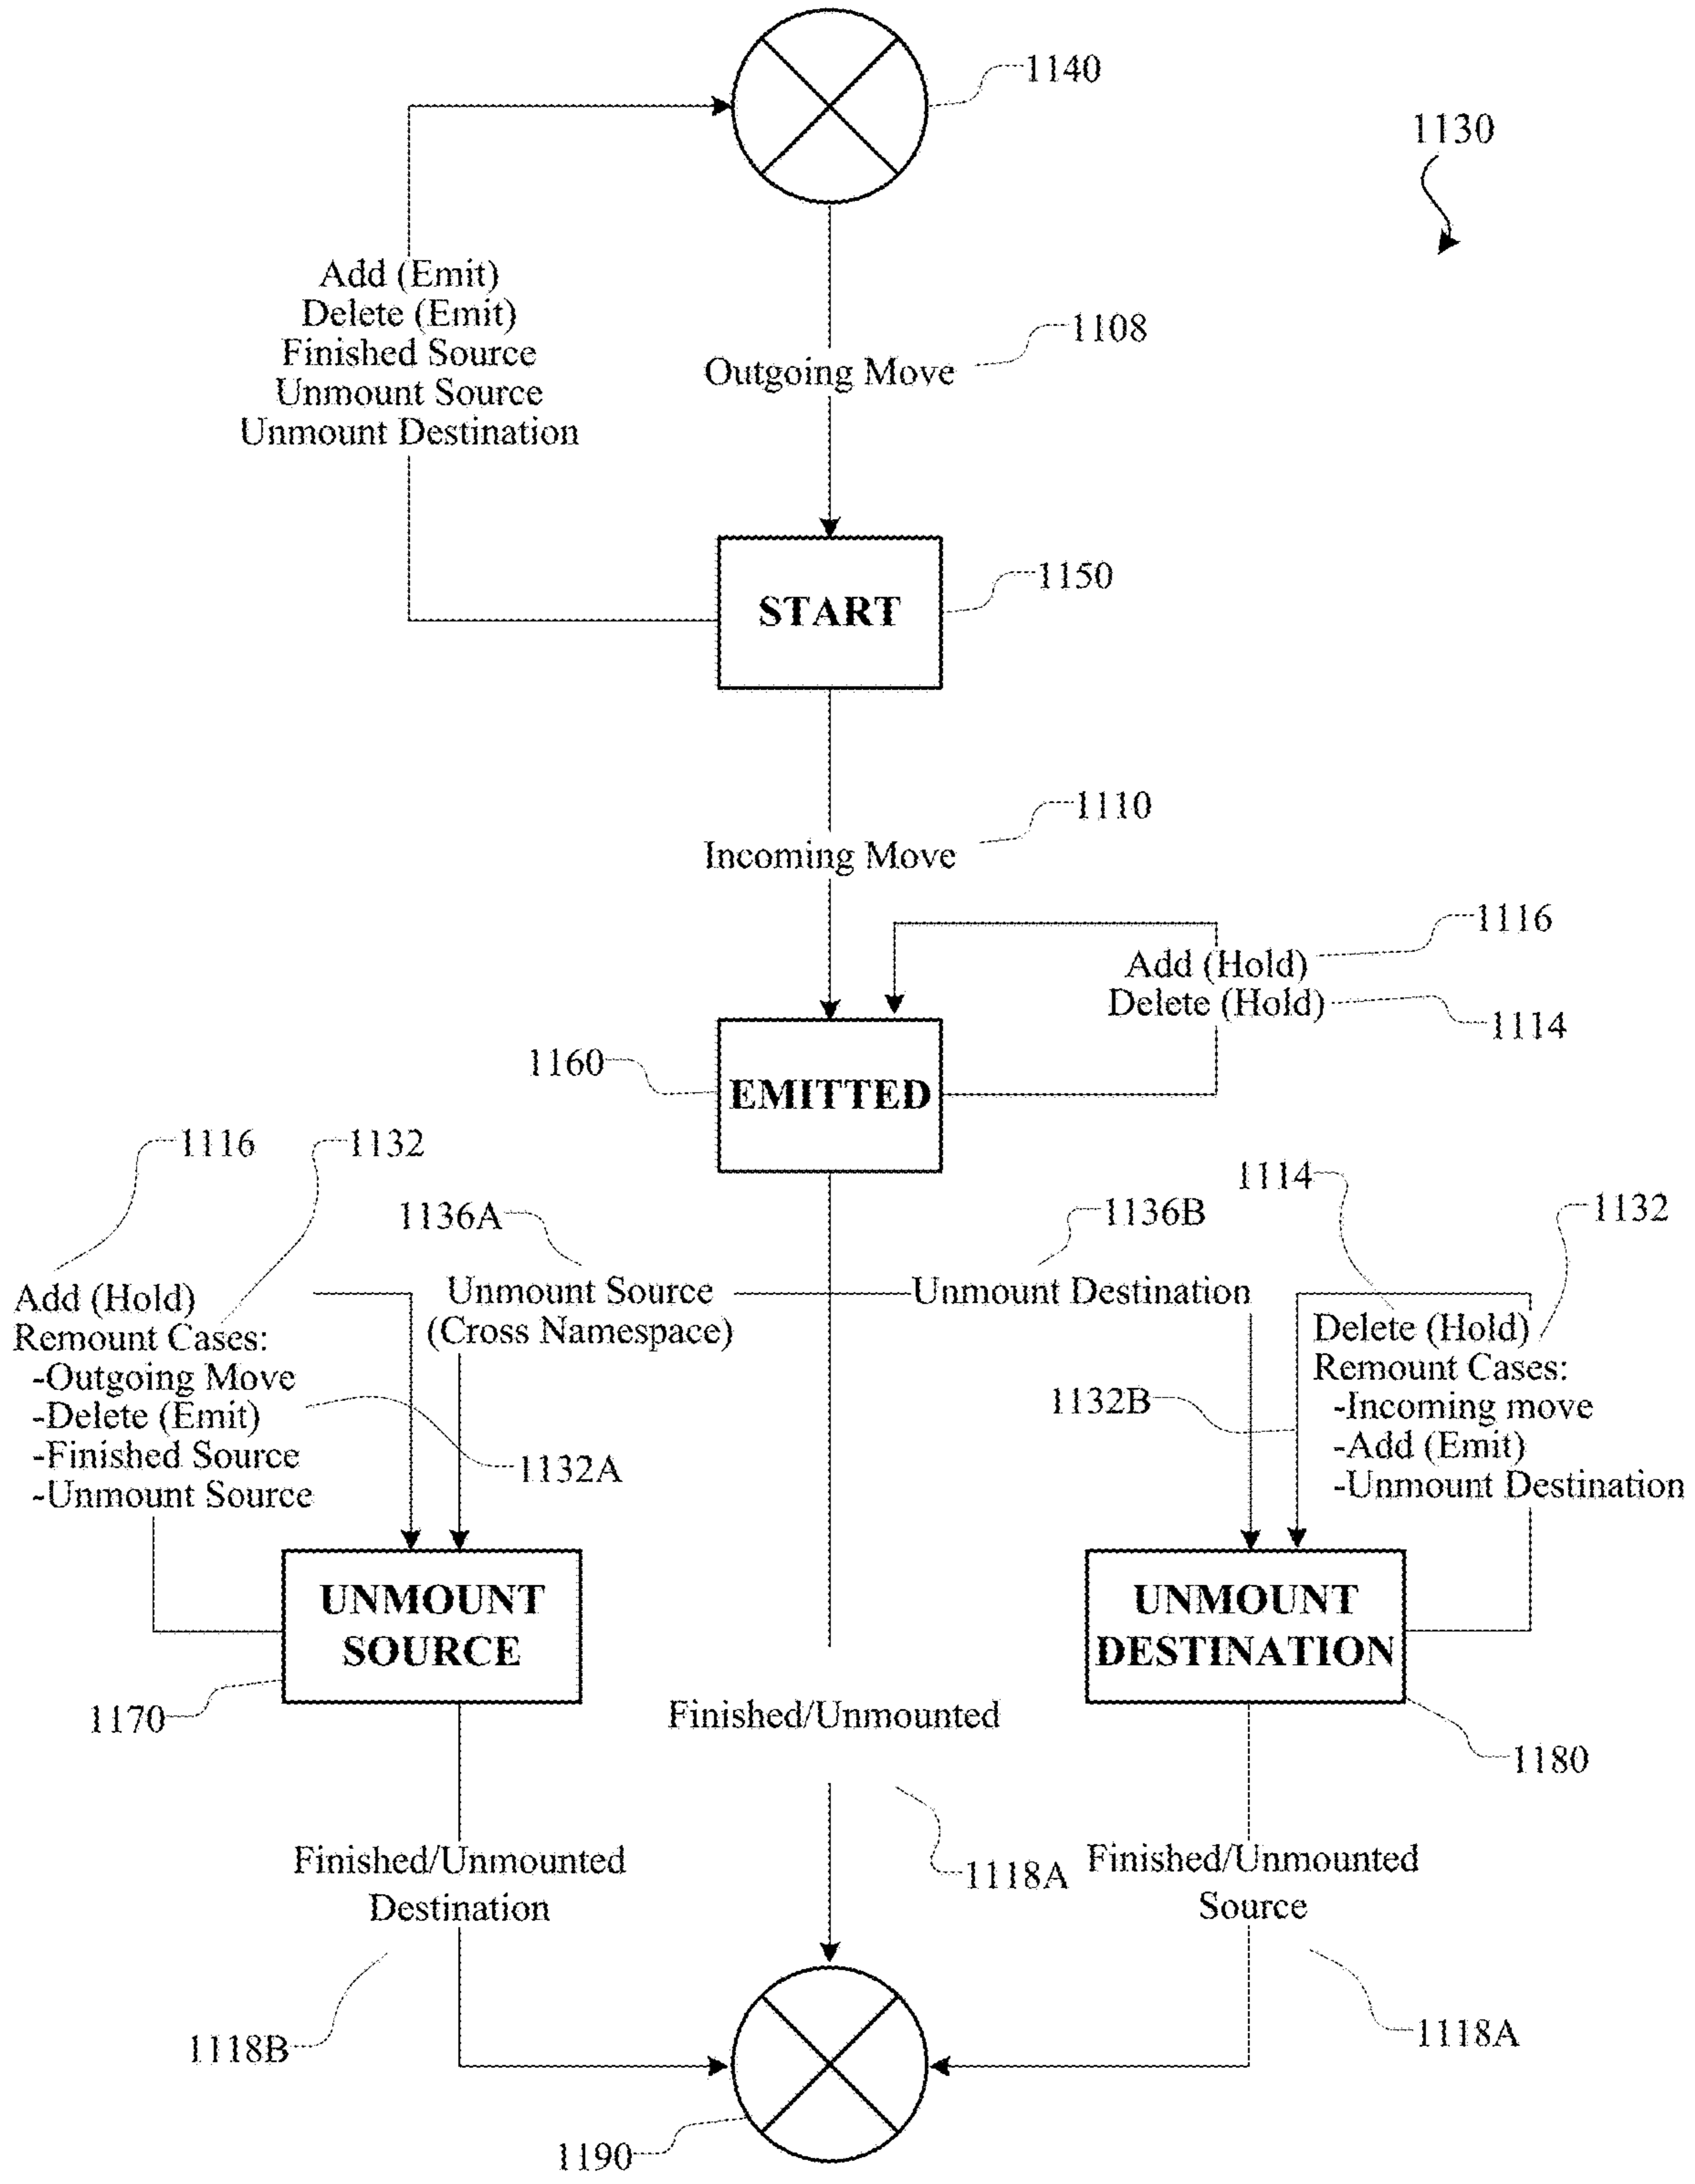 1140
1130
Add (Emit)
Delete (Emit)
Finished Source
Unmount Source
Unmount Destination
1108
Outgoing Move
START
1150
1110
Incoming Move
1116
Add (Hold)
Delete (Hold)
1114
1160
EMITTED
1116
1132
1136A
1136B
1114
1132
Add (Hold)
Remount Cases:
-Outgoing Move
-Delete (Emit)
-Finished Source
-Unmount Source
Unmount Source
(Cross Namespace)
Unmount Destination
Delete (Hold)
Remount Cases:
-Incoming move
-Add (Emit)
-Unmount Destination
1132B
1132A
UNMOUNT
SOURCE
UNMOUNT
DESTINATION
1170
Finished/Unmounted
1180
Finished/Unmounted
Destination
1118A
Finished/Unmounted
Source
1118B
1118A
1190